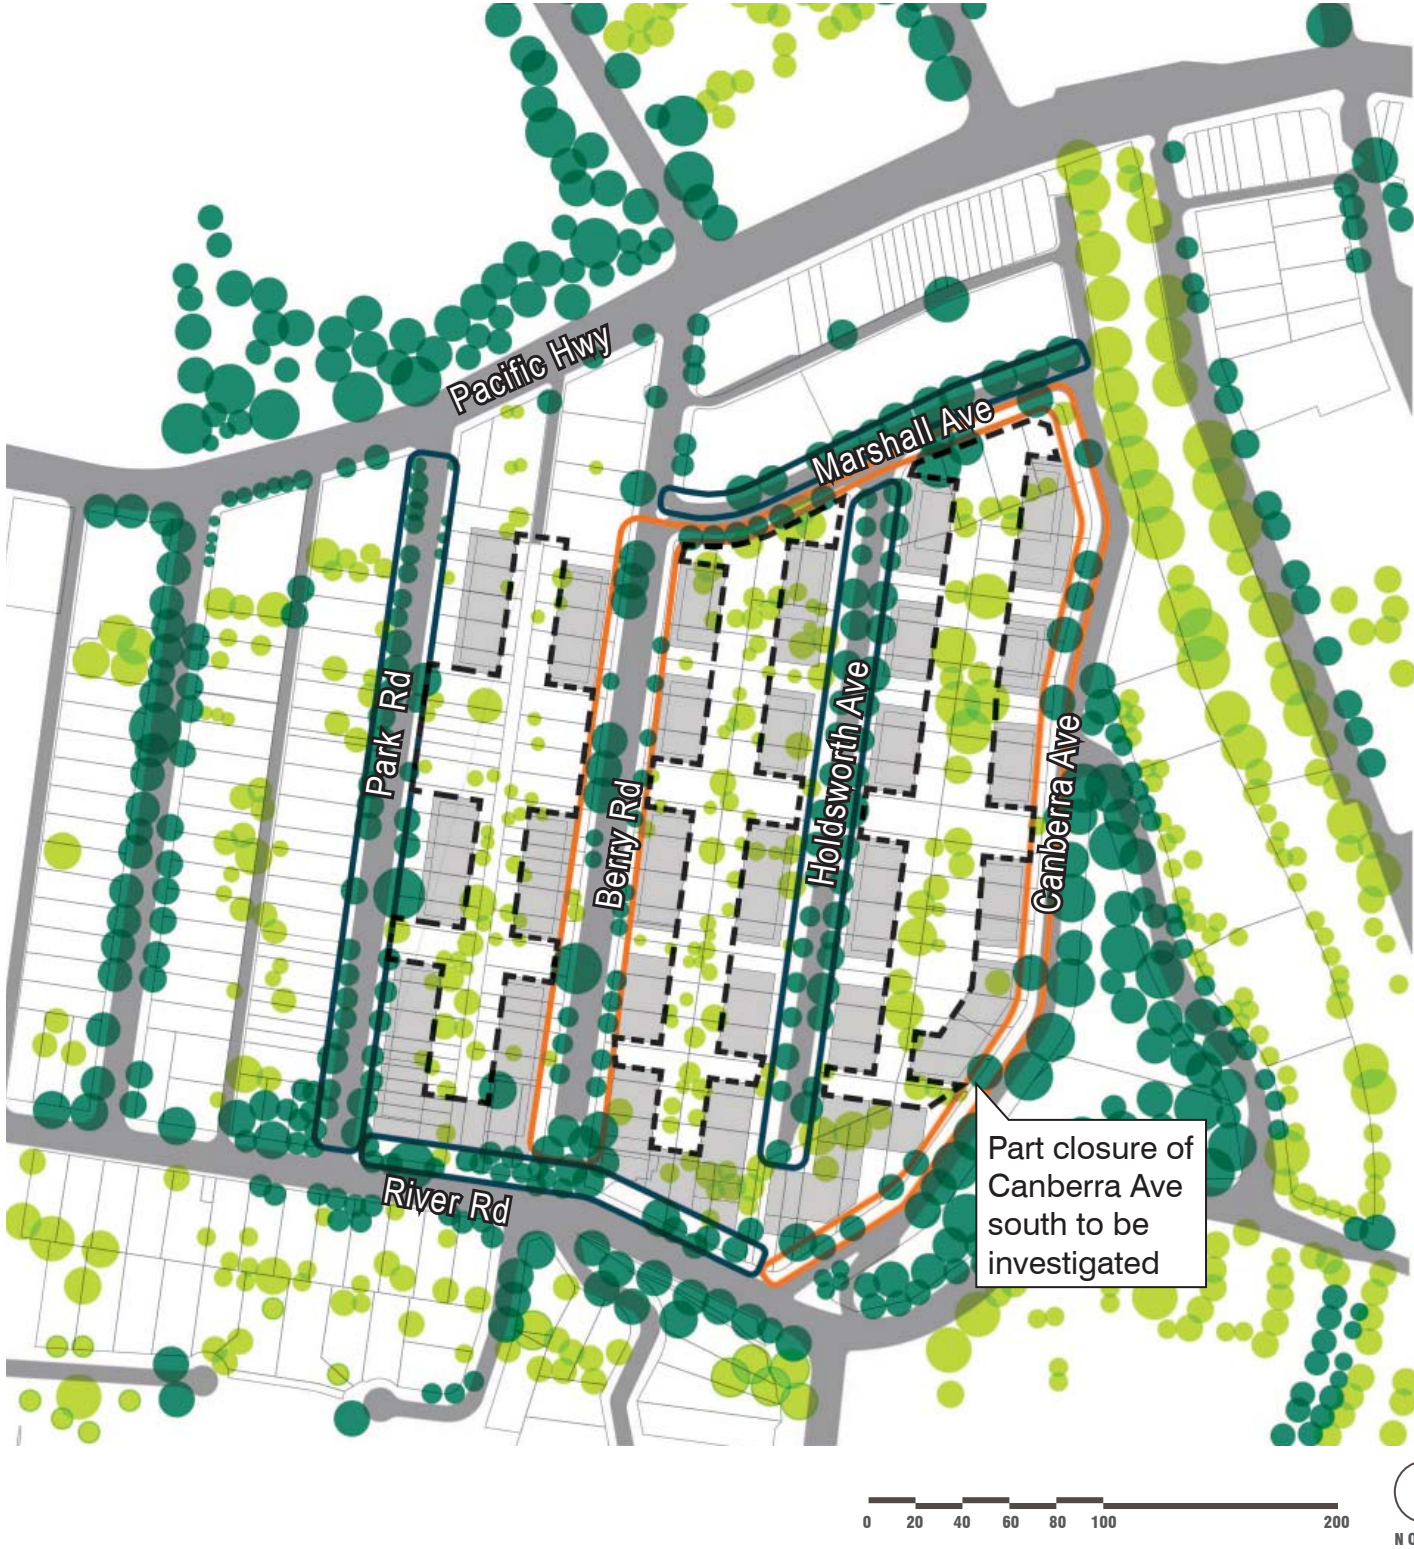 Pacific Hwy
Marshall Ave
Park Rd
Berry Rd
Holdsworth Ave
Canberra Ave
River Rd
Part closure of
Canberra Ave
south to be
investigated
0 20 40 60 80 100 200